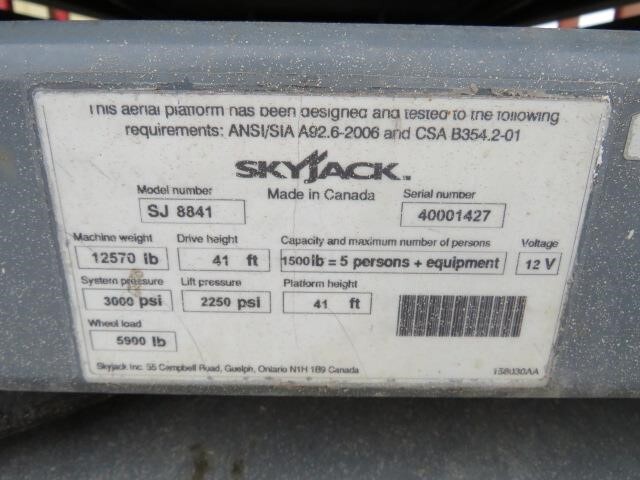 This aerial platform has been designed and tested to the following
requirements: ANSI/SIA A92.6-2006 and CSA B354.2-01
SKYJACK™
Model number
Made in Canada
Serial number
SJ 8841
40001427
Machine weight
Drive height
Capacity and maximum number of persons
Voltage
12570 lb
41 ft
1500lb = 5 persons + equipment
12 V
System pressure
Lift pressure
Platform height
3000 psi
2250 psi
41 ft
Wheel load
5900 lb
Skyjack Inc. 55 Campbell Road, Guelph, Ontario N1H 1B9 Canada
158030AA